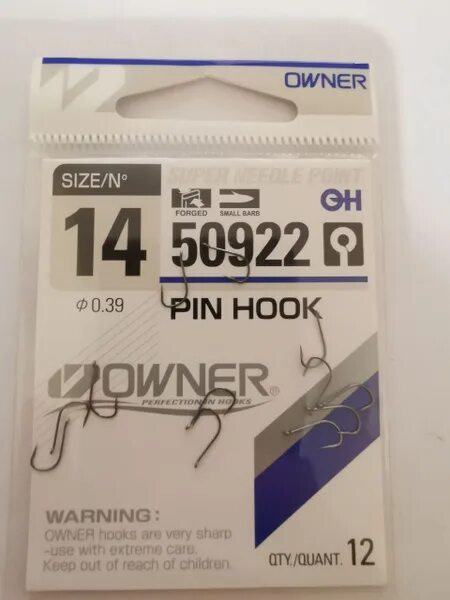 OWNER
SUPER NEEDLE POINT
SIZE/Nº
14
Φ 0.39
FORGED
SMALL BARB
OH
50922
PIN HOOK
OWNER®
PERFECTION IN HOOKS
WARNING:
OWNER hooks are very sharp
-use with extreme care.
Keep out of reach of children.
QTY./QUANT. 12